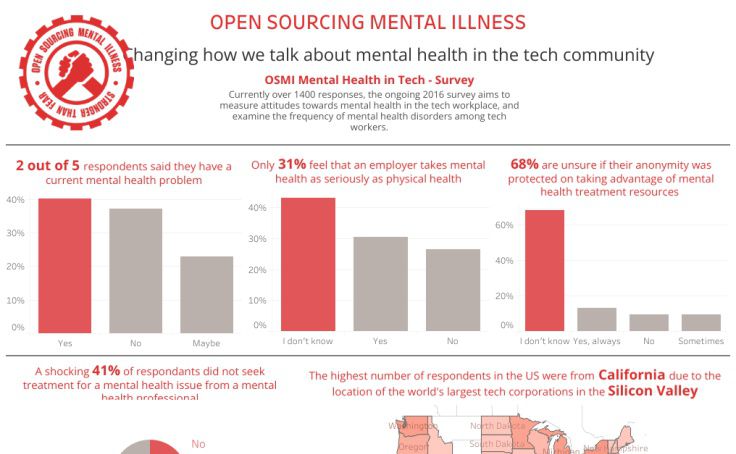 OPEN SOURCING MENTAL ILLNESS
OPEN SOURCING MENTAL ILLNESS
STRONGER THAN FEAR
Changing how we talk about mental health in the tech community
OSMI Mental Health in Tech - Survey
Currently over 1400 responses, the ongoing 2016 survey aims to
measure attitudes towards mental health in the tech workplace, and
examine the frequency of mental health disorders among tech
workers.
2 out of 5 respondents said they have a
current mental health problem
40%
30%
20%
10%
0%
Yes No Maybe
Only 31% feel that an employer takes mental
health as seriously as physical health
40%
30%
20%
10%
0%
I don't know Yes No
68% are unsure if their anonymity was
protected on taking advantage of mental
health treatment resources
60%
40%
20%
0%
I don't know Yes, always No Sometimes
A shocking 41% of respondants did not seek
treatment for a mental health issue from a mental
health professional
No
The highest number of respondents in the US were from California due to the
location of the world's largest tech corporations in the Silicon Valley
Washington North Dakota
Oregon South Dakota Michigan New Hampshire